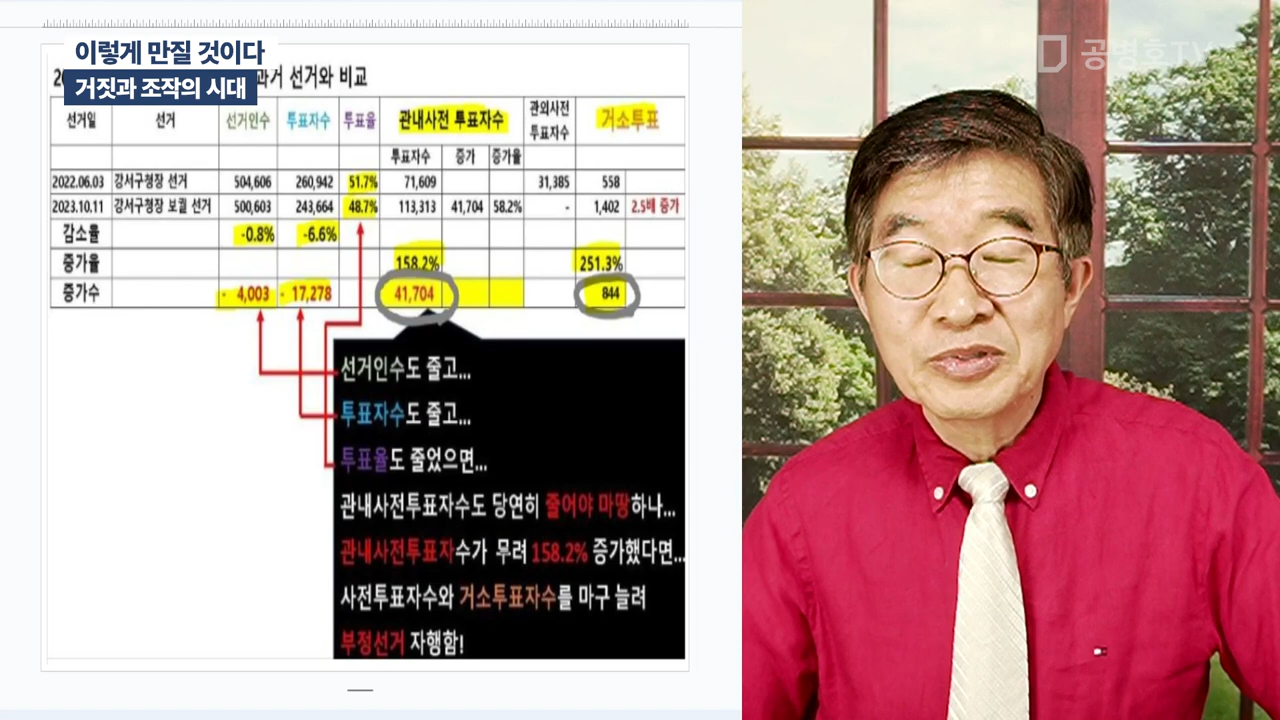 이렇게 만질 것이다
거짓과 조작의 시대
과거 선거와 비교
공병호TV
선거일 선거 선거인수 투표자수 투표율 관내사전 투표자수 관외사전 투표자수 거소투표
투표자수 증가 증가율
2022.06.03 강서구청장 선거 504,606 260,942 51.7% 71,609 31,385 558
2023.10.11 강서구청장 보궐 선거 500,603 243,664 48.7% 113,313 41,704 58.2% - 1,402 2.5배 증가
감소율 -0.8% -6.6%
증가율 158.2% 251.3%
증가수 - 4,003 - 17,278 41,704 844
선거인수도 줄고...
투표자수도 줄고...
투표율도 줄었으면...
관내사전투표자수도 당연히 줄어야 마땅하나...
관내사전투표자수가 무려 158.2% 증가했다면...
사전투표자수와 거소투표자수를 마구 늘려
부정선거 자행함!